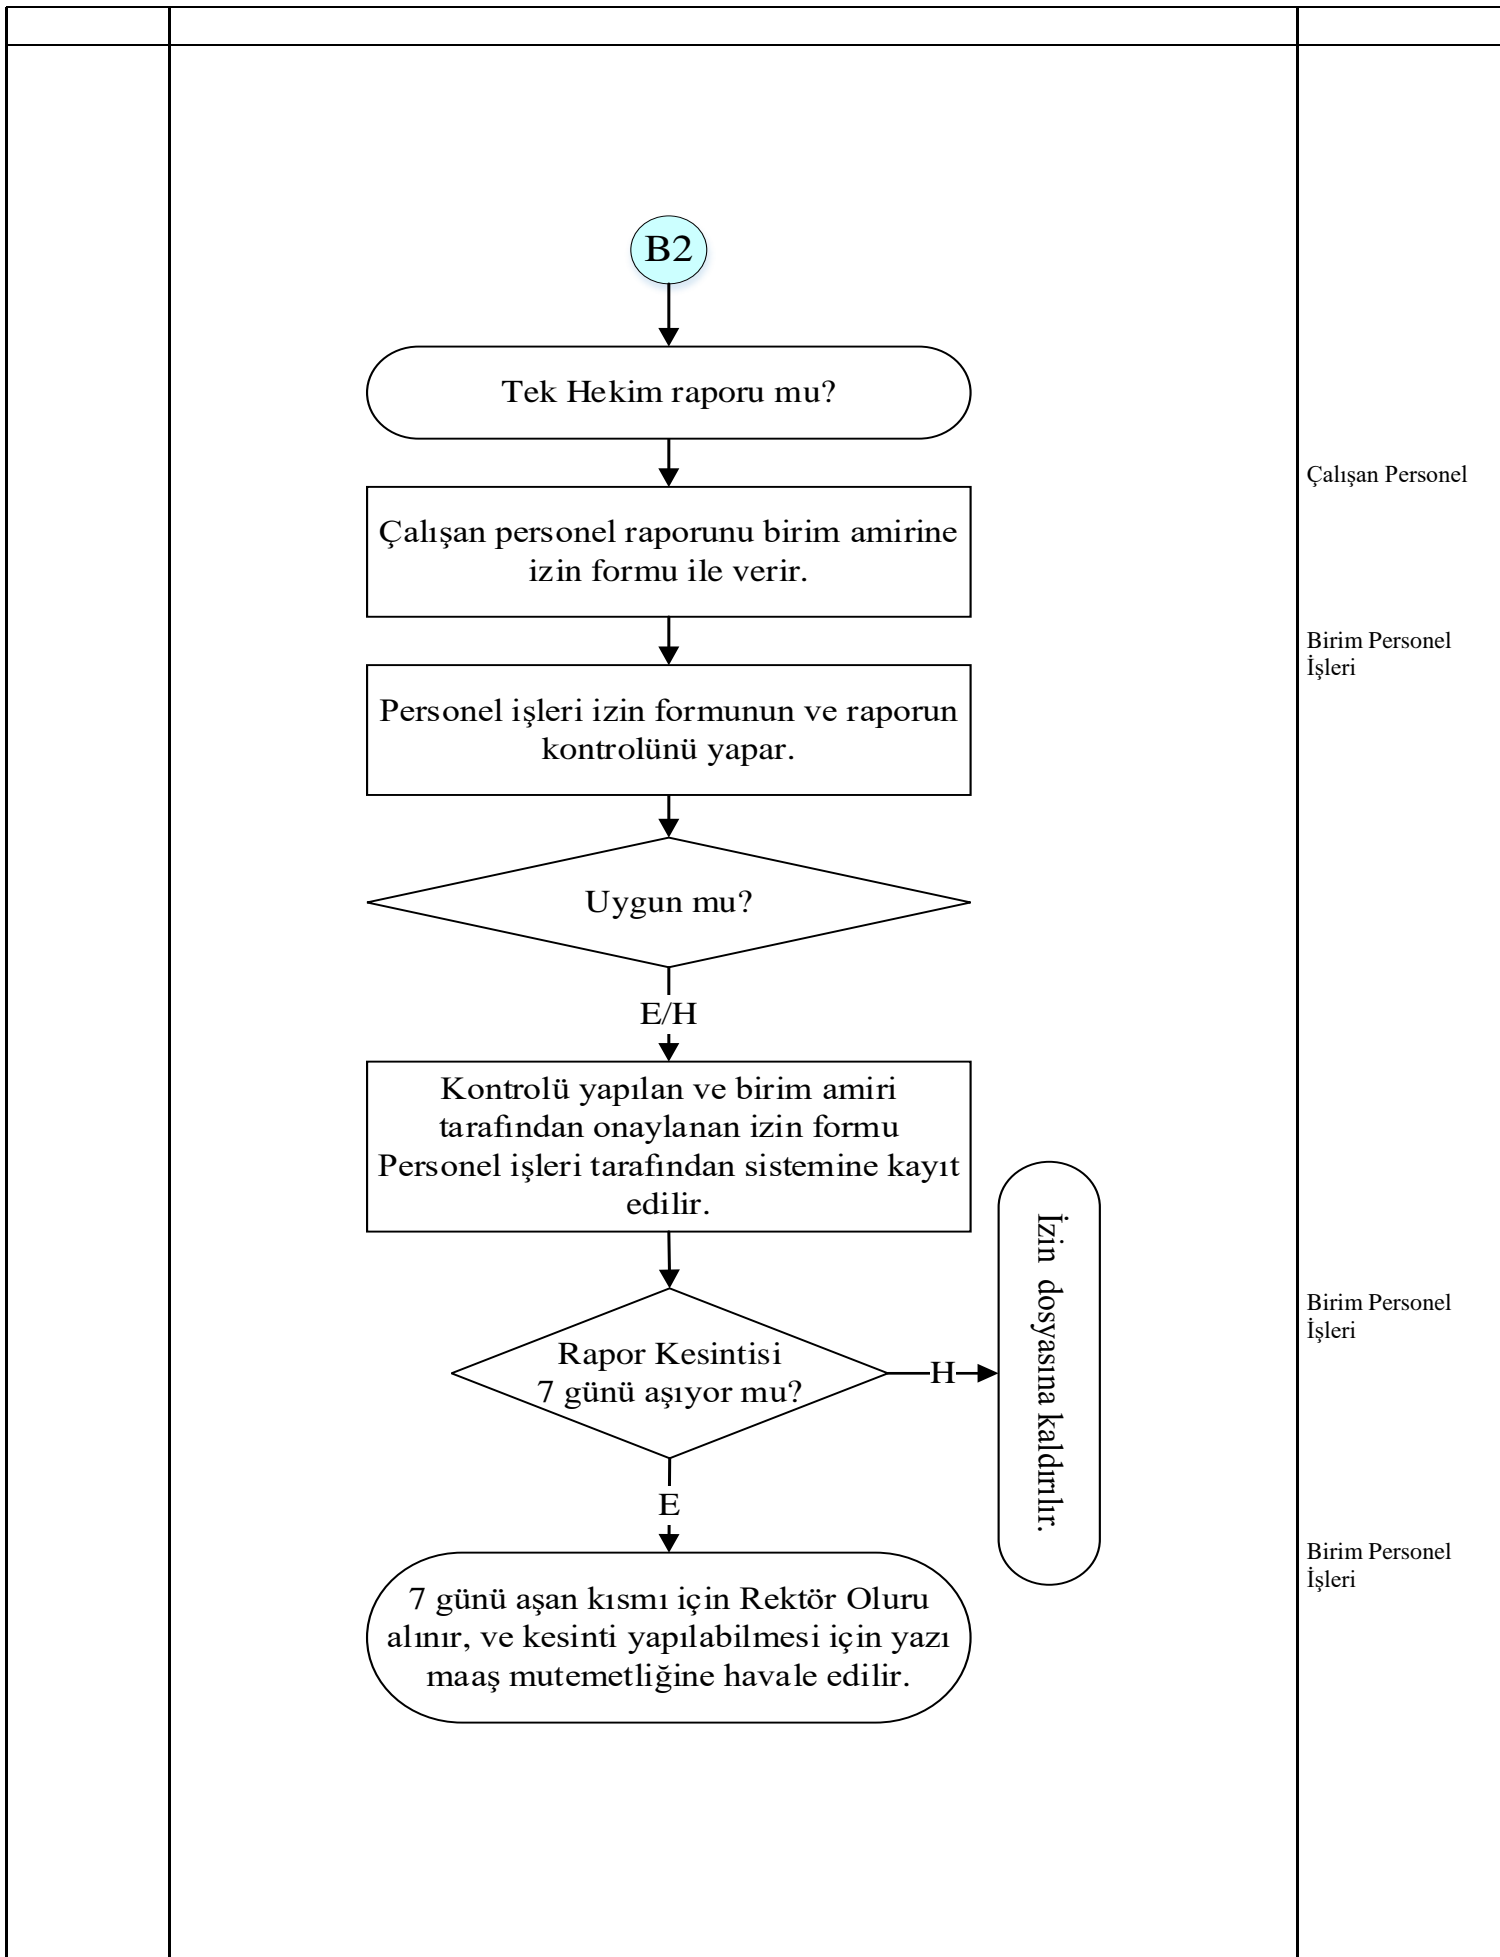 B2
Tek Hekim raporu mu?
Çalışan Personel
Çalışan personel raporunu birim amirine
izin formu ile verir.
Birim Personel
İşleri
Personel işleri izin formunun ve raporun
kontrolünü yapar.
Uygun mu?
E/H
Kontrolü yapılan ve birim amiri
tarafından onaylanan izin formu
Personel işleri tarafından sistemine kayıt
edilir.
Rapor Kesintisi
7 günü aşıyor mu?
H
İzin dosyasına kaldırılır.
Birim Personel
İşleri
E
7 günü aşan kısmı için Rektör Oluru
alınır, ve kesinti yapılabilmesi için yazı
maaş mutemetliğine havale edilir.
Birim Personel
İşleri